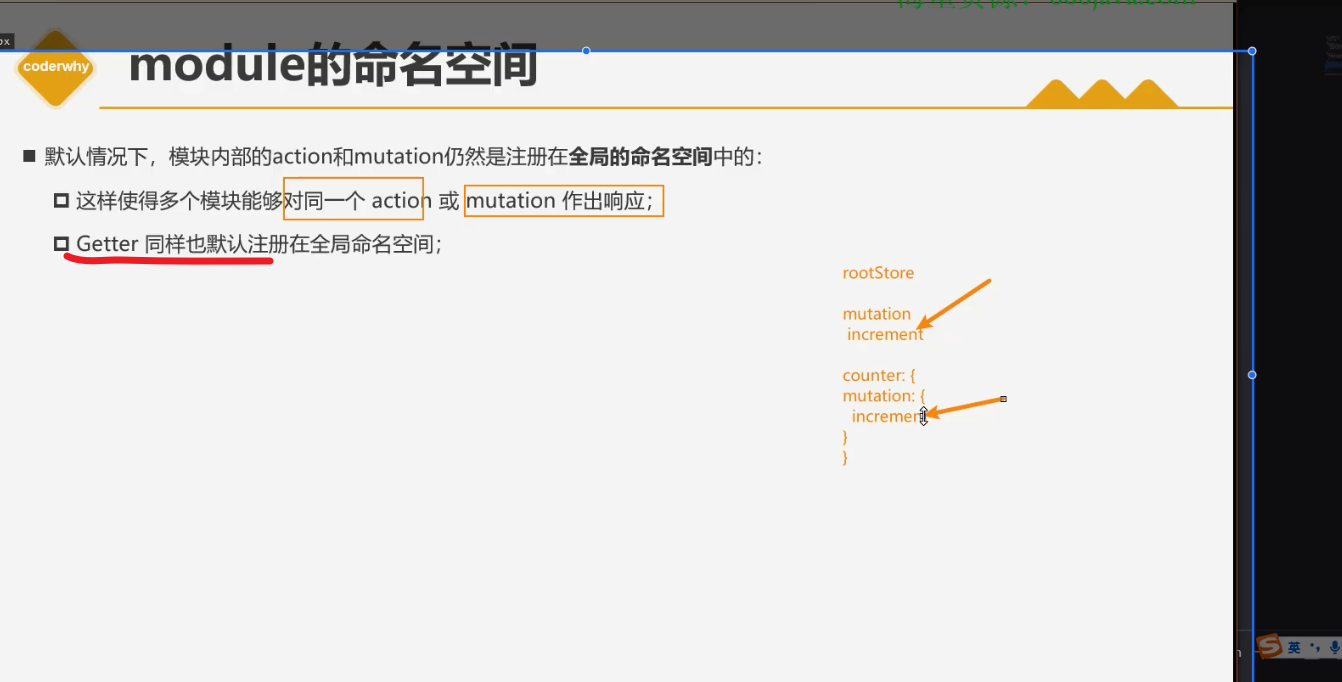 coderwhy
module的命名空间
默认情况下，模块内部的action和mutation仍然是注册在全局的命名空间中的：
这样使得多个模块能够对同一个 action 或 mutation 作出响应；
Getter 同样也默认注册在全局命名空间；
rootStore
mutation
increment
counter: {
mutation: {
increment
}
}
英